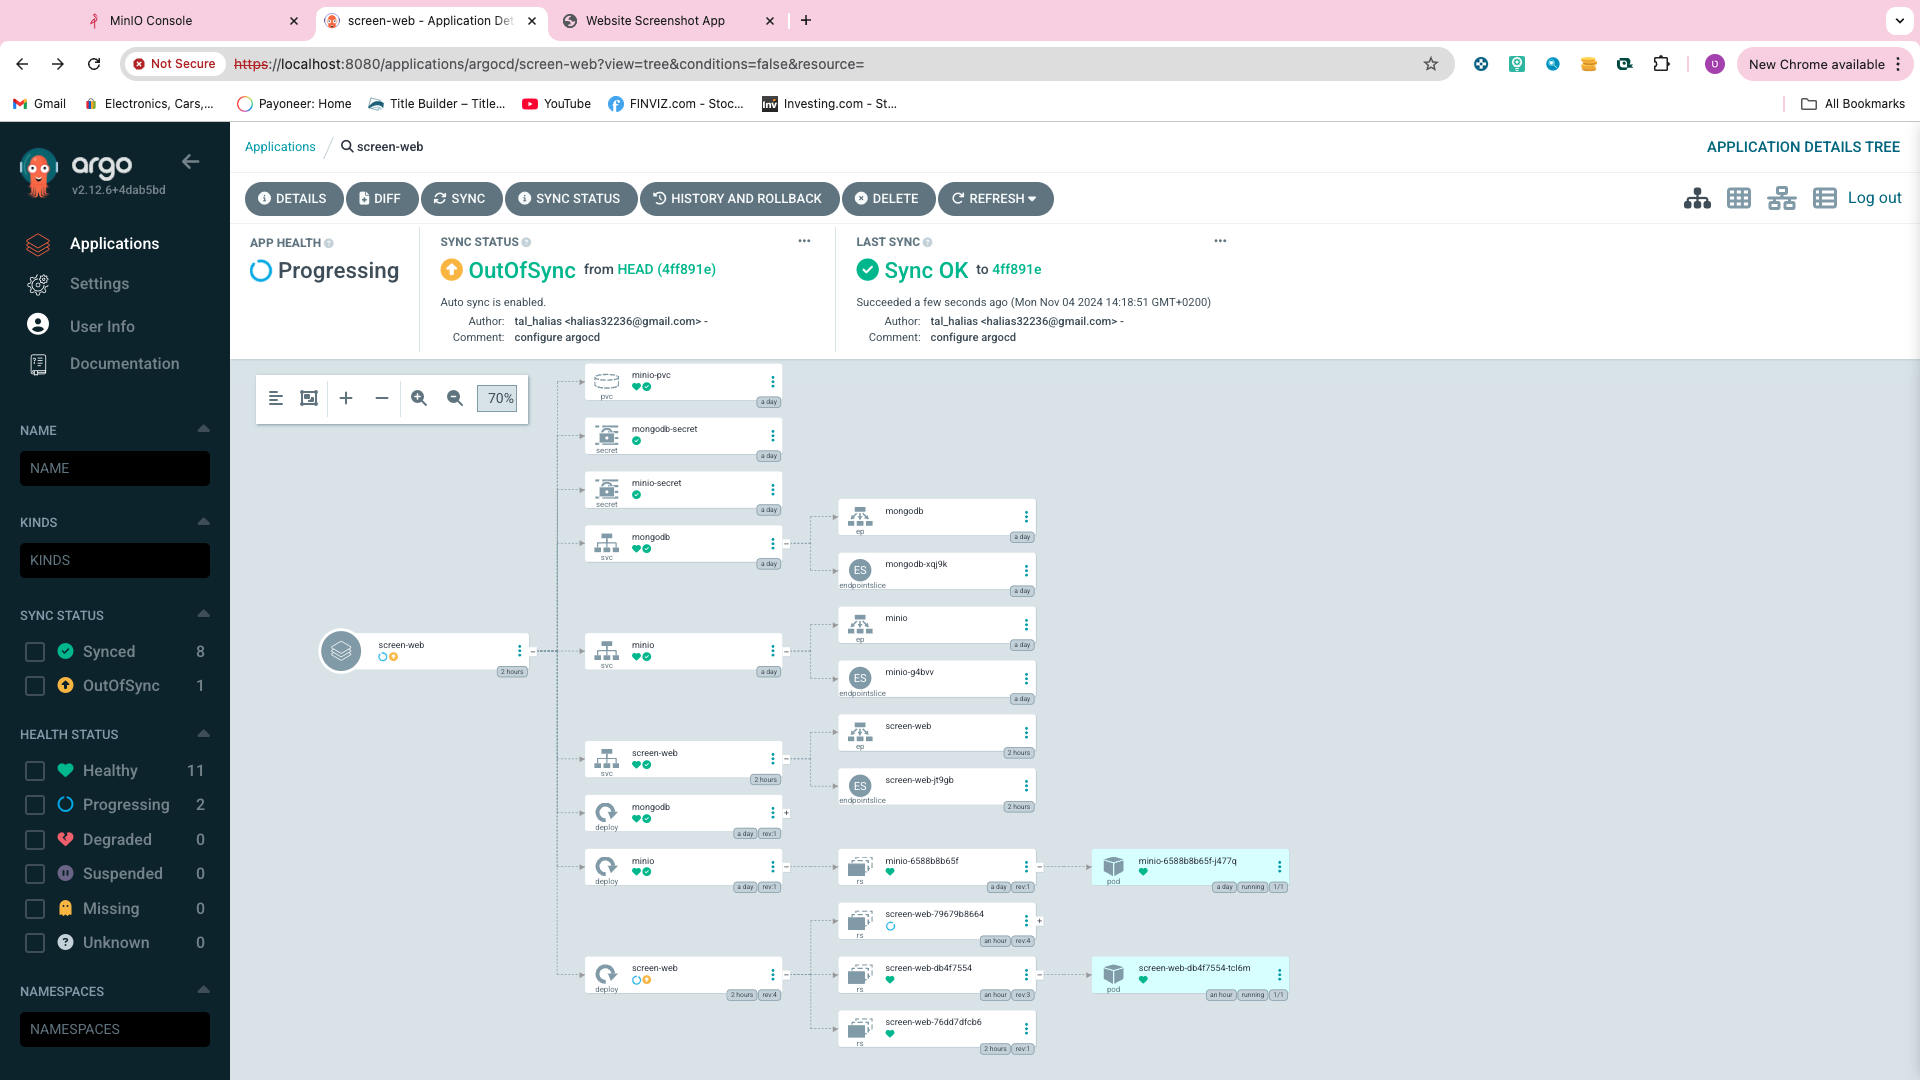 MinIO Console
screen-web - Application Det
Website Screenshot App
Not Secure
https://localhost:8080/applications/argocd/screen-web?view=tree&conditions=false&resource=
New Chrome available
Gmail
Electronics, Cars,...
Payoneer: Home
Title Builder – Title...
YouTube
FINVIZ.com - Stoc...
Inv
Investing.com - St...
All Bookmarks
argo
v2.12.6+4dab5bd
Applications
Settings
User Info
Documentation
NAME
NAME
KINDS
KINDS
SYNC STATUS
Synced 8
OutOfSync 1
HEALTH STATUS
Healthy 11
Progressing 2
Degraded 0
Suspended 0
Missing 0
Unknown 0
NAMESPACES
NAMESPACES
Applications / screen-web
APPLICATION DETAILS TREE
DETAILS
DIFF
SYNC
SYNC STATUS
HISTORY AND ROLLBACK
DELETE
REFRESH
Log out
APP HEALTH
Progressing
SYNC STATUS
OutOfSync from HEAD (4ff891e)
Auto sync is enabled.
Author: tal_halias <halias32236@gmail.com> -
Comment: configure argocd
LAST SYNC
Sync OK to 4ff891e
Succeeded a few seconds ago (Mon Nov 04 2024 14:18:51 GMT+0200)
Author: tal_halias <halias32236@gmail.com> -
Comment: configure argocd
70%
screen-web
2 hours
minio-pvc
pvc
a day
mongodb-secret
secret
a day
minio-secret
secret
a day
mongodb
svc
a day
mongodb
ep
a day
ES
mongodb-xqj9k
endpointslice
a day
minio
svc
a day
minio
ep
a day
ES
minio-g4bvv
endpointslice
a day
screen-web
svc
2 hours
screen-web
ep
2 hours
ES
screen-web-jt9gb
endpointslice
2 hours
mongodb
deploy
a day rev:1
minio
deploy
a day rev:1
minio-6588b8b65f
rs
a day rev:1
minio-6588b8b65f-j477q
pod
a day running 1/1
screen-web
deploy
2 hours rev:4
screen-web-79679b8664
rs
an hour rev:4
screen-web-db4f7554
rs
an hour rev:3
screen-web-db4f7554-tcl6m
pod
an hour running 1/1
screen-web-76dd7dfcb6
rs
2 hours rev:1